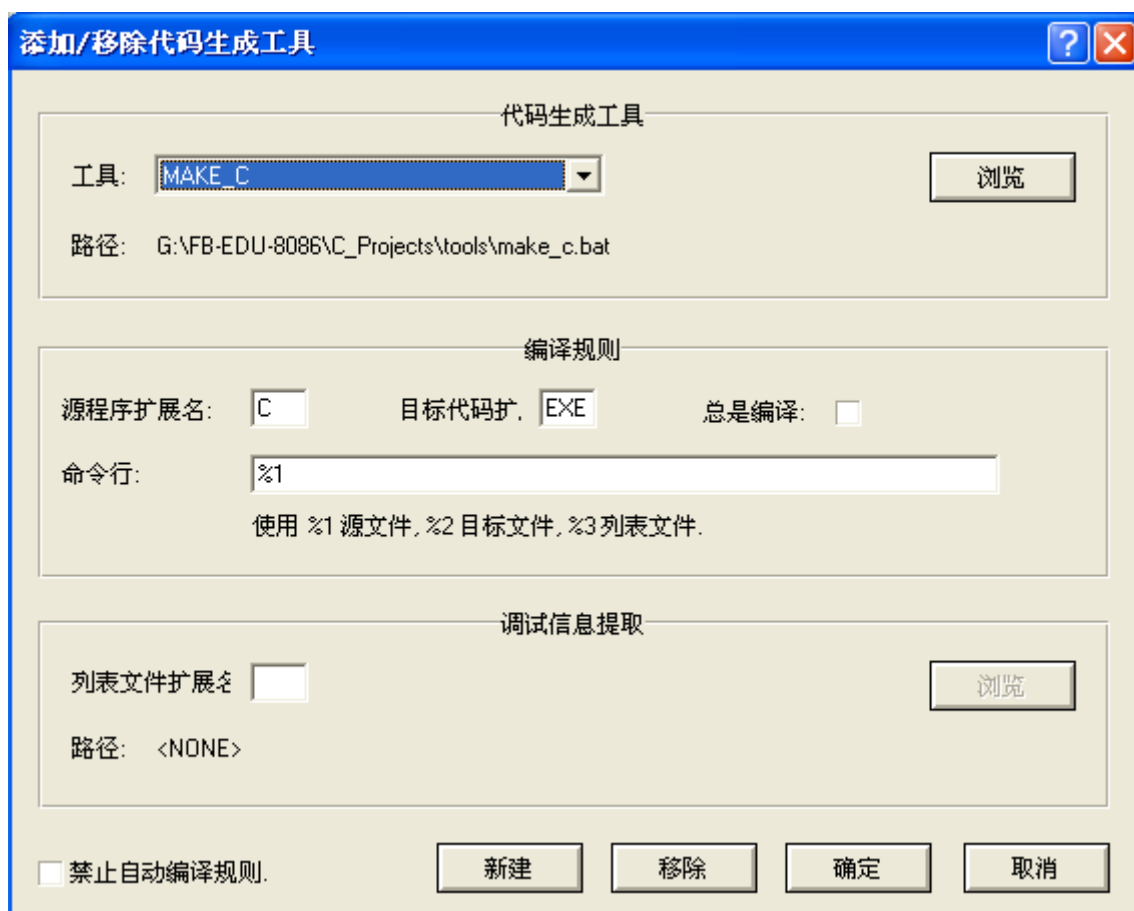 添加/移除代码生成工具
代码生成工具
工具: MAKE_C 浏览
路径: G:\FB-EDU-8086\C_Projects\tools\make_c.bat
编译规则
源程序扩展名: C 目标代码扩. EXE 总是编译:
命令行: %1
使用 %1 源文件, %2 目标文件, %3 列表文件.
调试信息提取
列表文件扩展名 浏览
路径: <NONE>
禁止自动编译规则. 新建 移除 确定 取消